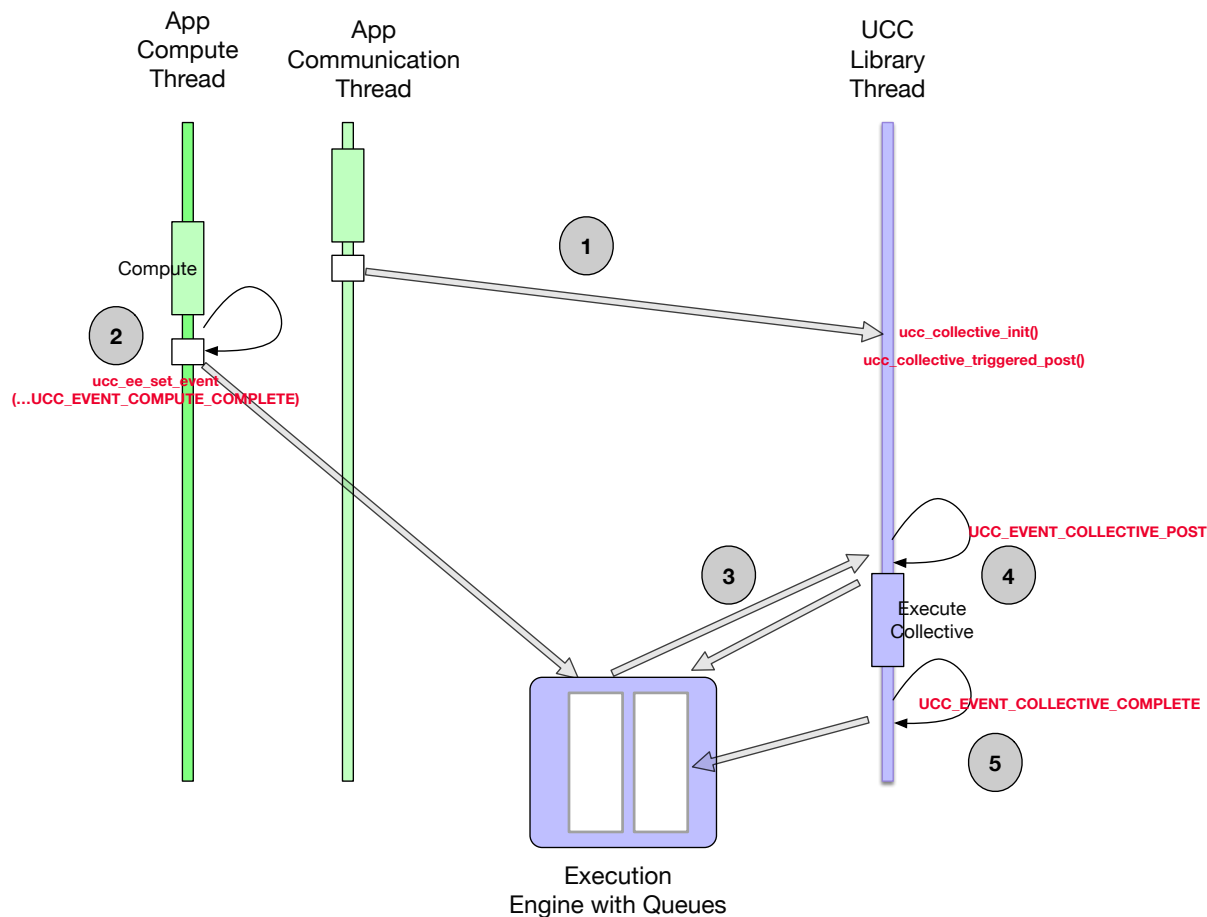 App
Compute
Thread
App
Communication
Thread
UCC
Library
Thread
1
Compute
2
ucc_collective_init()
ucc_collective_triggered_post()
ucc_ee_set_event
(...UCC_EVENT_COMPUTE_COMPLETE)
UCC_EVENT_COLLECTIVE_POST
3
4
Execute
Collective
UCC_EVENT_COLLECTIVE_COMPLETE
5
Execution
Engine with Queues